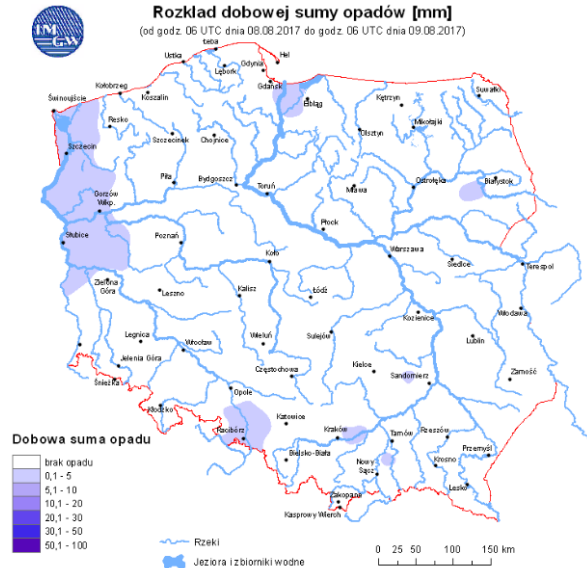 IM
G-W
Rozkład dobowej sumy opadów [mm]
(od godz. 06 UTC dnia 08.08.2017 do godz. 06 UTC dnia 09.08.2017)
Łeba
Ustka
Hel
Lębork
Gdynia
Gdańsk
Kołobrzeg
Koszalin
Świnoujście
Resko
Elbląg
Kętrzyn
Suwałki
Mikołajki
Olsztyn
Szczecinek
Chojnice
Szczecin
Piła
Bydgoszcz
Toruń
Mława
Ostrołęka
Białystok
Gorzów
Wlkp.
Płock
Słubice
Poznań
Koło
Warszawa
Siedlce
Terespol
Zielona
Góra
Leszno
Kalisz
Łódź
Kozienice
Włodawa
Legnica
Wrocław
Wieluń
Sulejów
Lublin
Jelenia Góra
Śnieżka
Częstochowa
Kielce
Sandomierz
Zamość
Opole
Kłodzko
Racibórz
Katowice
Kraków
Tarnów
Rzeszów
Przemyśl
Bielsko-Biała
Nowy
Sącz
Krosno
Lesko
Zakopane
Kasprowy Wierch
Dobowa suma opadu
brak opadu
0,1 - 5
5,1 - 10
10,1 - 20
20,1 - 30
30,1 - 50
50,1 - 100
Rzeki
Jeziora i zbiorniki wodne
0 25 50 100 150 km